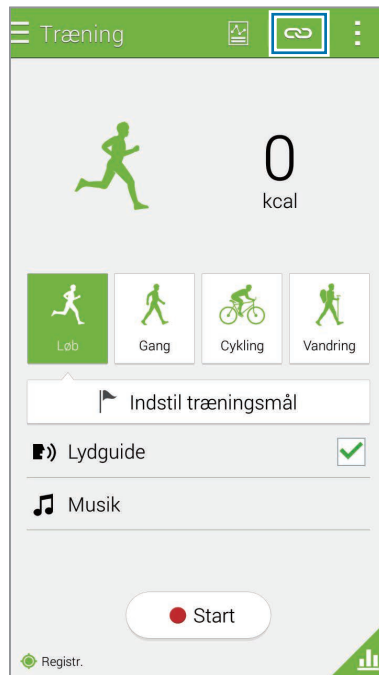 Træning
0
kcal
Løb
Gang
Cykling
Vandring
Indstil træningsmål
Lydguide
Musik
Start
Registr.